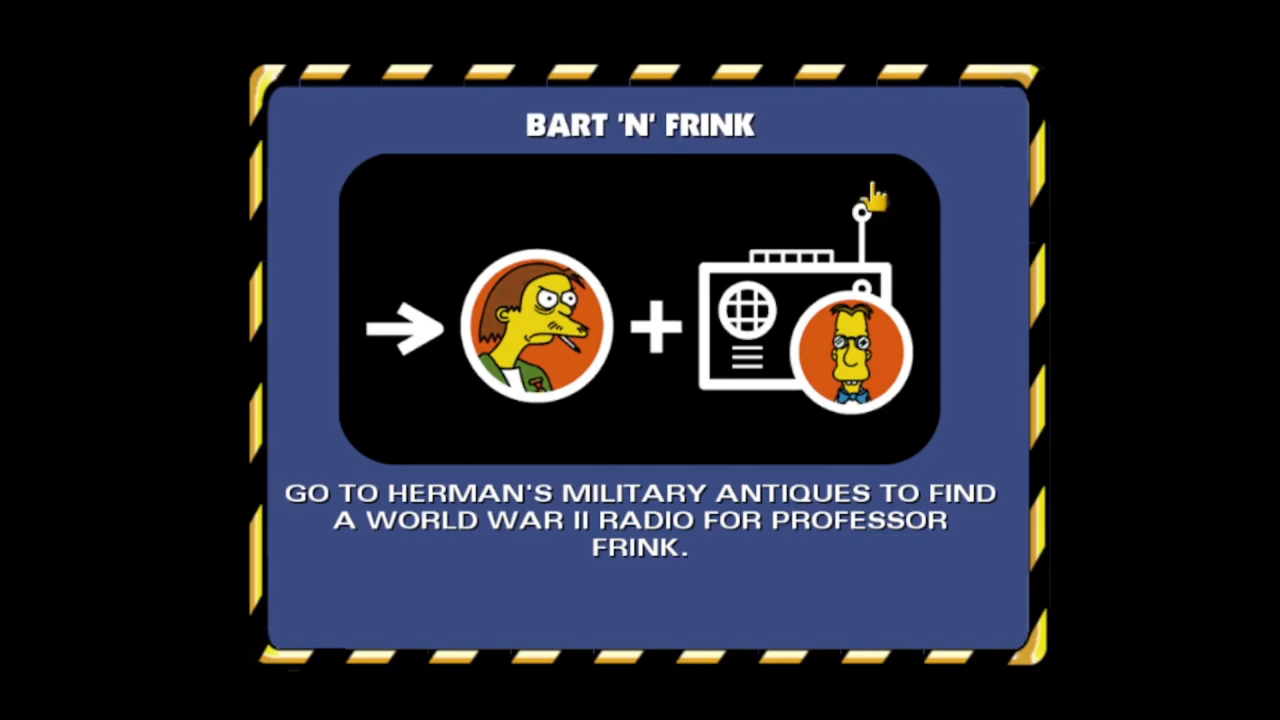 BART 'N' FRINK
GO TO HERMAN'S MILITARY ANTIQUES TO FIND
A WORLD WAR II RADIO FOR PROFESSOR
FRINK.